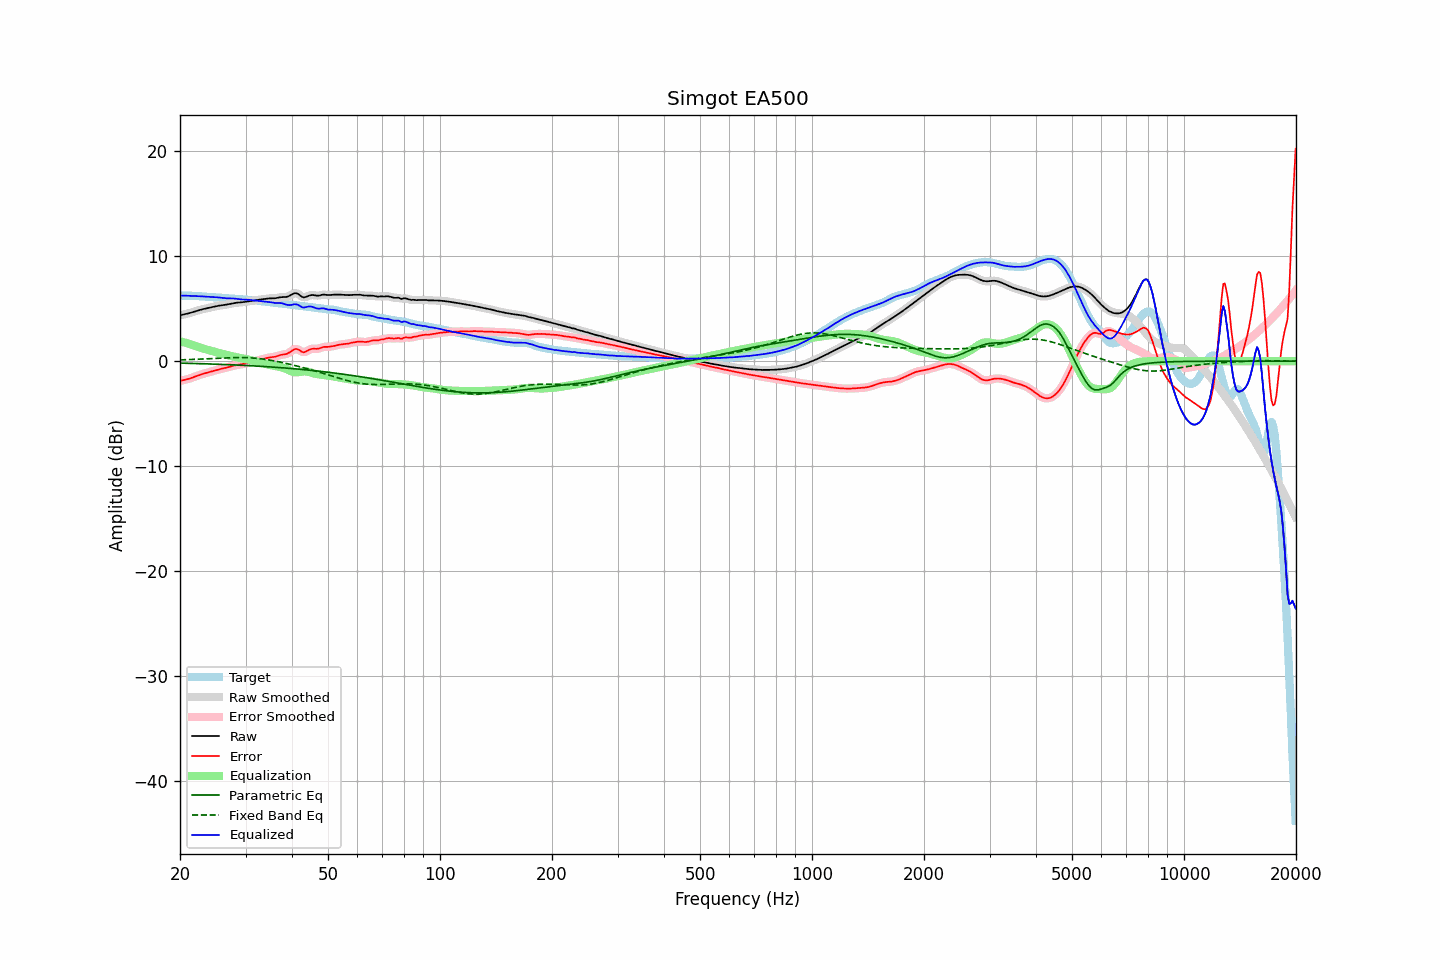 Simgot EA500
20
10
0
−10
−20
−30
−40
Amplitude (dBr)
Target
Raw Smoothed
Error Smoothed
Raw
Error
Equalization
Parametric Eq
Fixed Band Eq
Equalized
20 50 100 200 500 1000 2000 5000 10000 20000
Frequency (Hz)